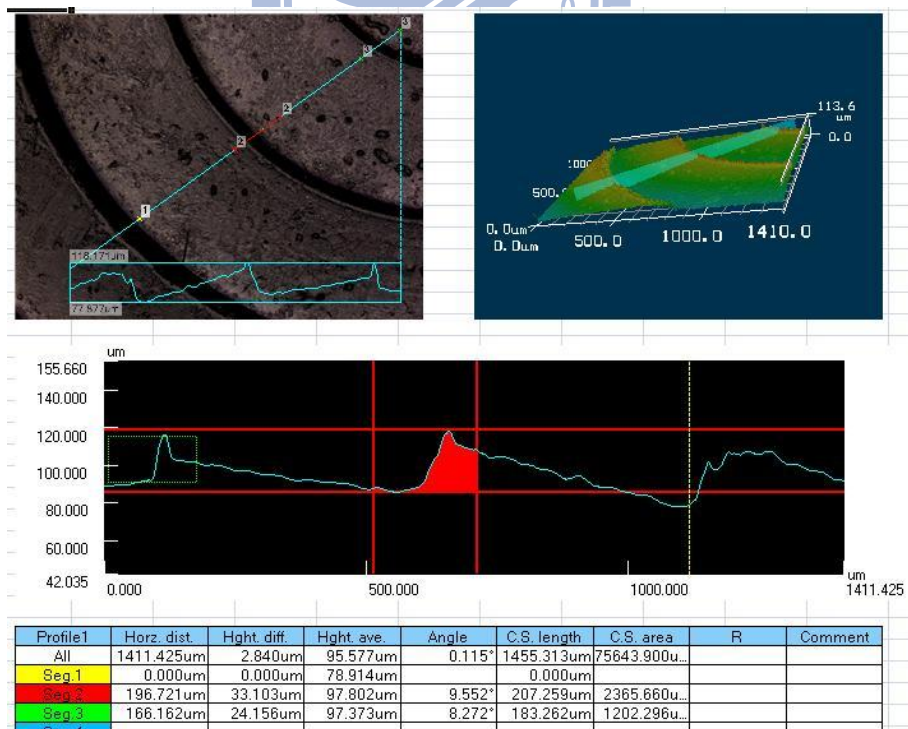 3
3
2
2
1
118.171um
77.577um
113.6
um
0.0
1000
500.
0.0um
0.0um
500.0
1000.0
1410.0
um
155.660
140.000
120.000
100.000
80.000
60.000
42.035
0.000
500.000
1000.000
um
1411.425
Profile1 Horz. dist. Hght. diff. Hght. ave. Angle C.S. length C.S. area R Comment
All 1411.425um 2.840um 95.577um 0.115° 1455.313um 75643.900u...
Seg.1 0.000um 0.000um 78.914um 0.000um
Seg.2 196.721um 33.103um 97.802um 9.552° 207.259um 2365.660u...
Seg.3 166.162um 24.156um 97.373um 8.272° 183.262um 1202.296u...